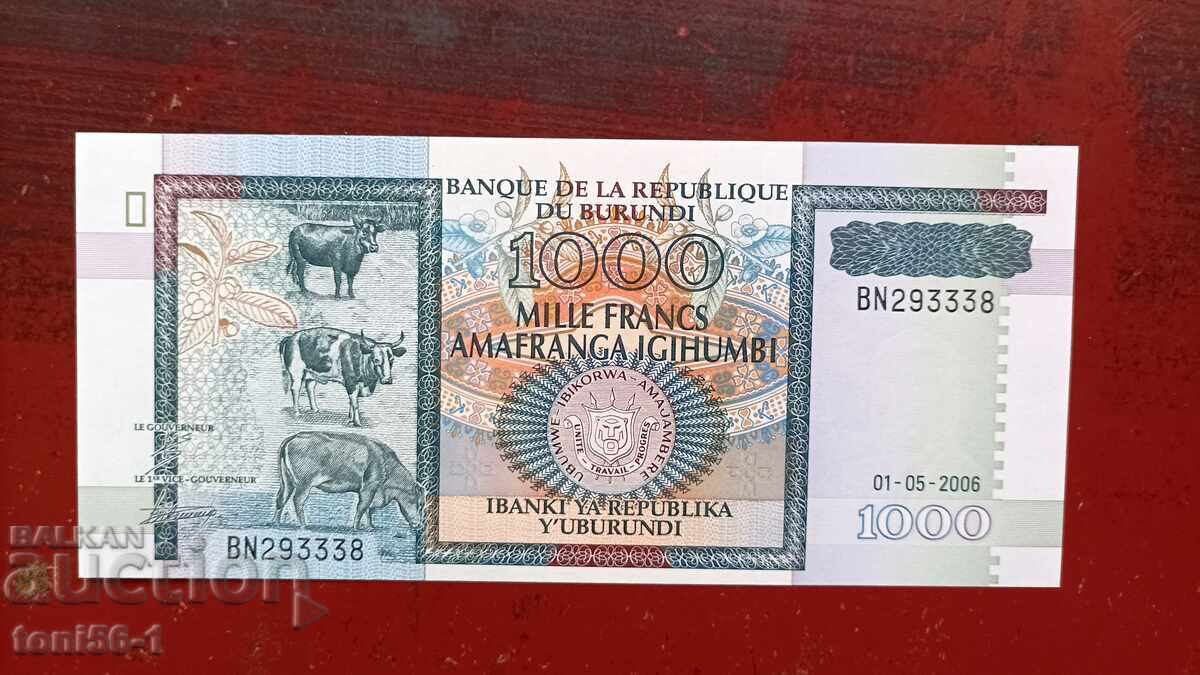 BANQUE DE LA REPUBLIQUE
DU BURUNDI
1000
MILLE FRANCS
AMAFRANGA IGIHUMBI
BN293338
UBUMWE - IBIKORWA - AMAJAMBERE
UNITE TRAVAIL PROGRES
LE GOUVERNEUR
LE 1ER VICE - GOUVERNEUR
01-05-2006
1000
IBANKI YA REPUBLIKA
Y'UBURUNDI
BN293338
BALKAN
auction
toni56-1